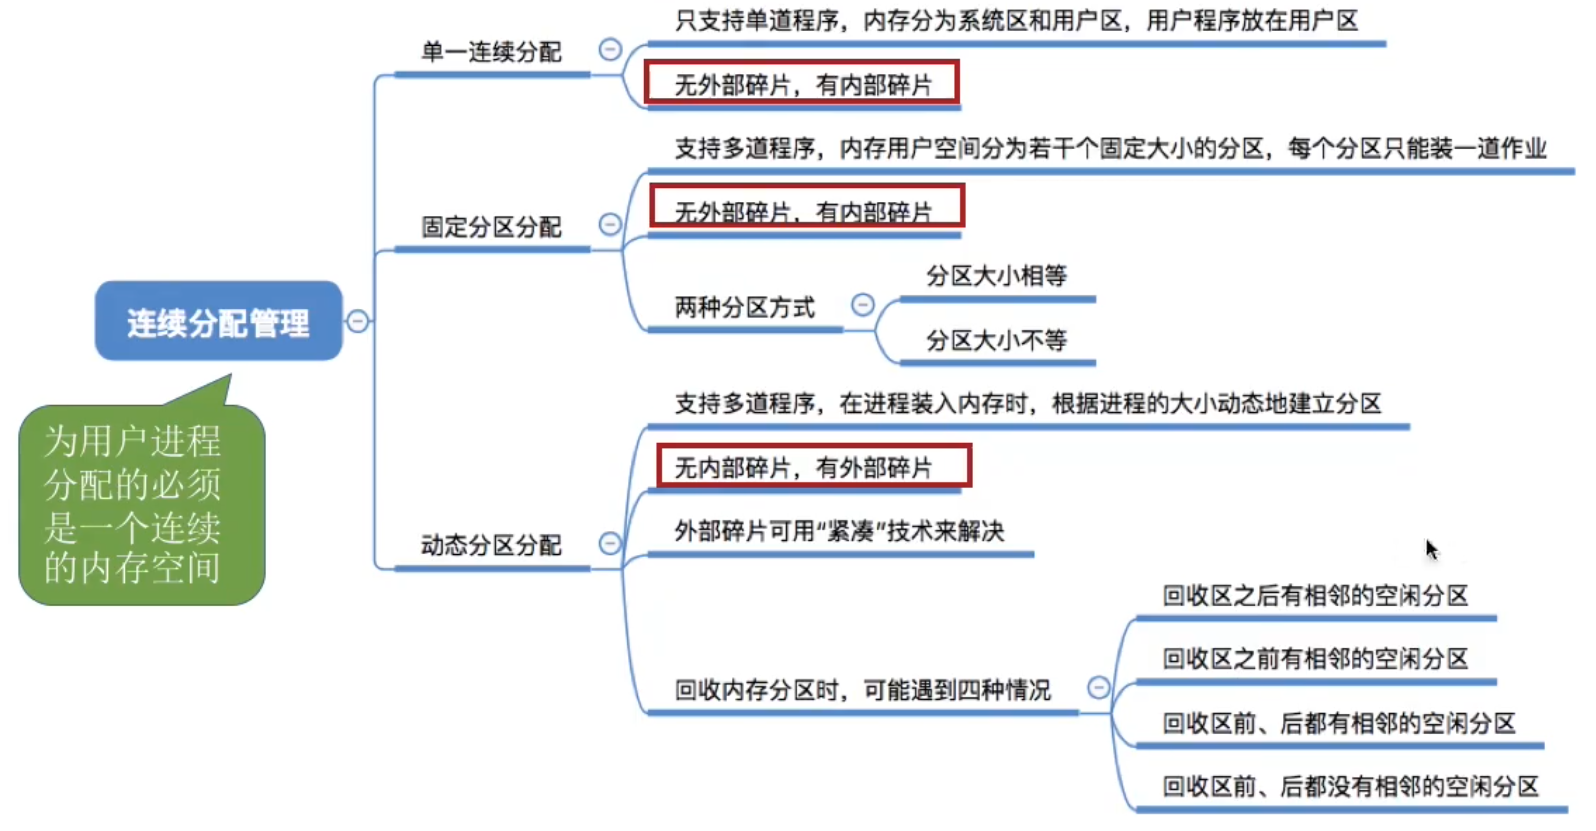 连续分配管理
为用户进程
分配的必须
是一个连续
的内存空间
单一连续分配
只支持单道程序，内存分为系统区和用户区，用户程序放在用户区
无外部碎片，有内部碎片
固定分区分配
支持多道程序，内存用户空间分为若干个固定大小的分区，每个分区只能装一道作业
无外部碎片，有内部碎片
两种分区方式
分区大小相等
分区大小不等
动态分区分配
支持多道程序，在进程装入内存时，根据进程的大小动态地建立分区
无内部碎片，有外部碎片
外部碎片可用“紧凑”技术来解决
回收内存分区时，可能遇到四种情况
回收区之后有相邻的空闲分区
回收区之前有相邻的空闲分区
回收区前、后都有相邻的空闲分区
回收区前、后都没有相邻的空闲分区